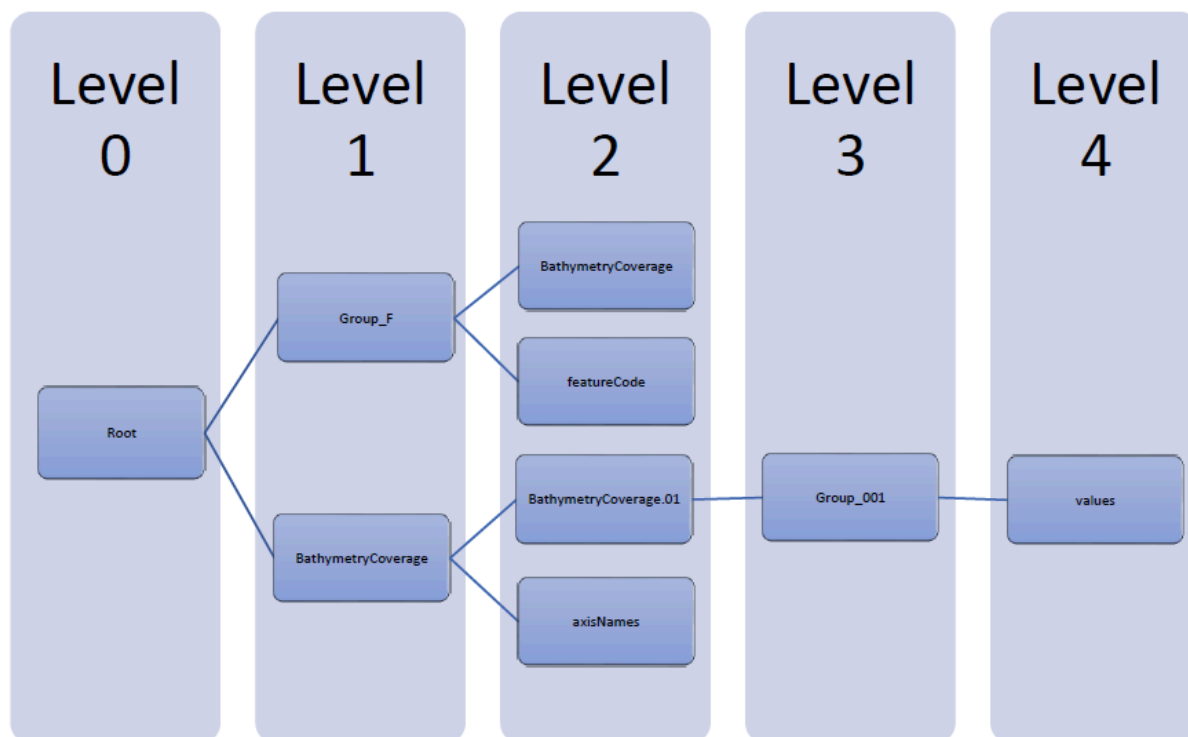 Level
0
Level
1
Level
2
Level
3
Level
4
Root
Group_F
BathymetryCoverage
BathymetryCoverage
featureCode
BathymetryCoverage.01
axisNames
Group_001
values